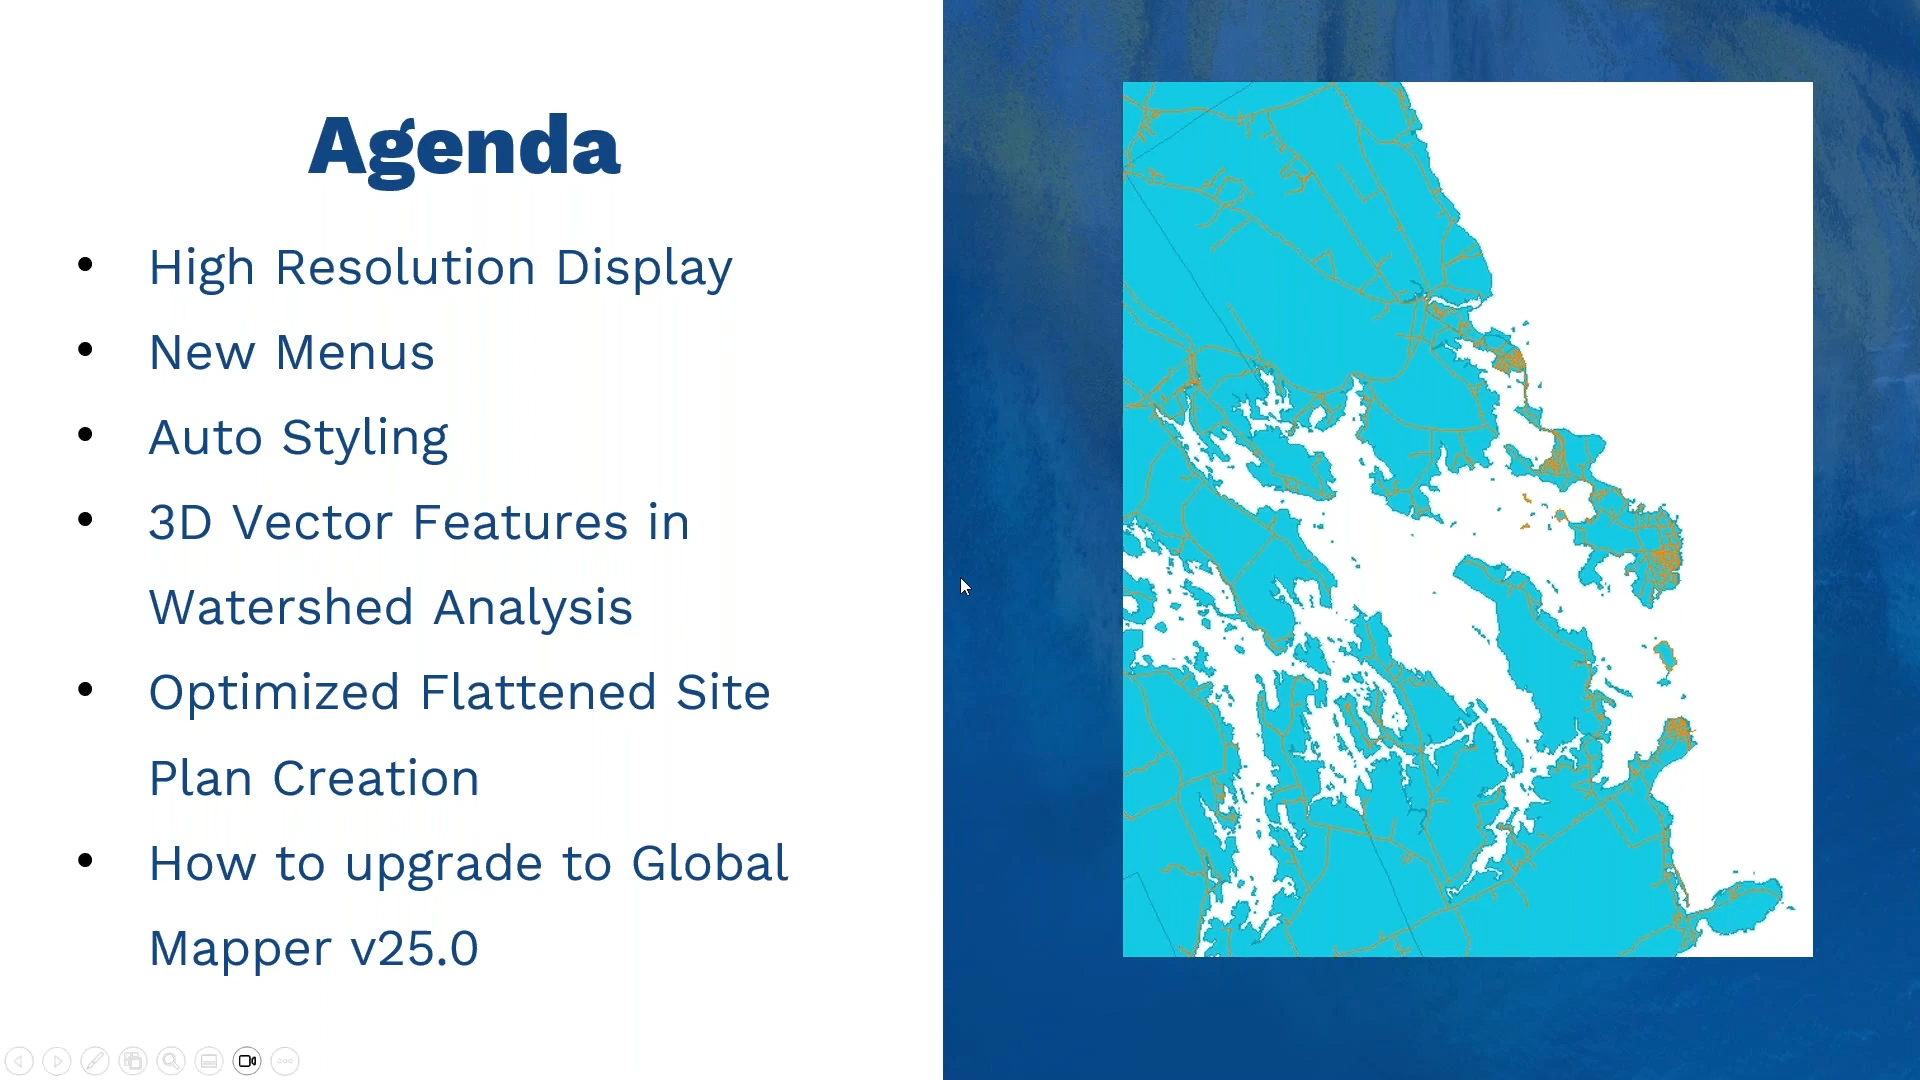 Agenda
• High Resolution Display
• New Menus
• Auto Styling
• 3D Vector Features in
Watershed Analysis
• Optimized Flattened Site
Plan Creation
• How to upgrade to Global
Mapper v25.0